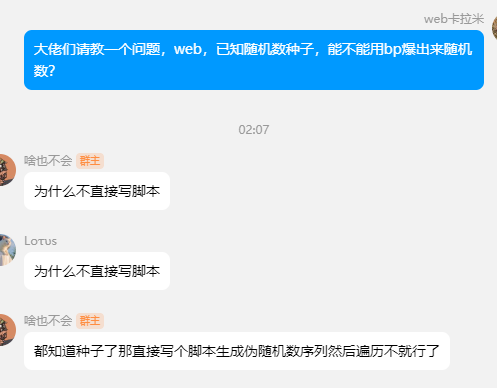 web卡拉米
大佬们请教一个问题，web，已知随机数种子，能不能用bp爆出来随机
数？
02:07
啥也不会 群主
为什么不直接写脚本
Loτυs
为什么不直接写脚本
啥也不会 群主
都知道种子了那直接写个脚本生成伪随机数序列然后遍历不就行了